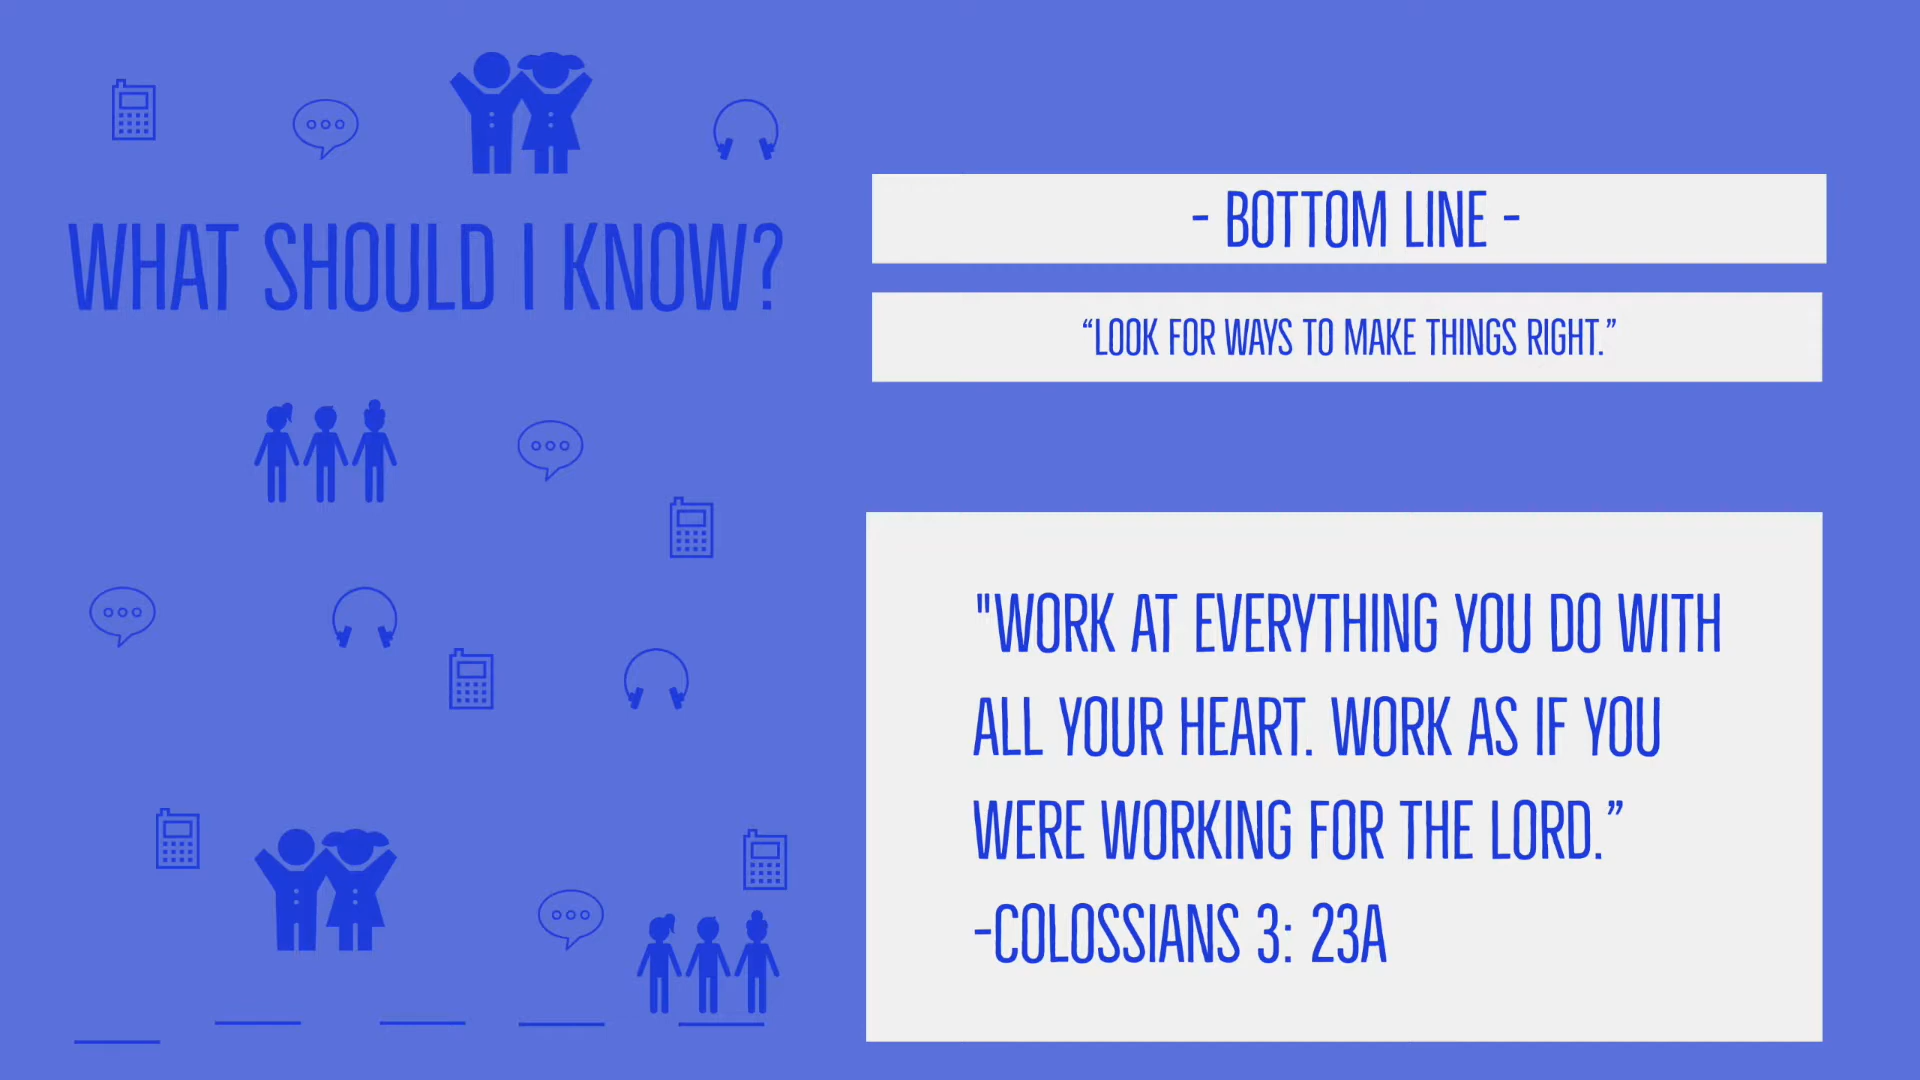 WHAT SHOULD I KNOW?
- BOTTOM LINE -
“LOOK FOR WAYS TO MAKE THINGS RIGHT.”
"WORK AT EVERYTHING YOU DO WITH
ALL YOUR HEART. WORK AS IF YOU
WERE WORKING FOR THE LORD.”
-COLOSSIANS 3: 23A